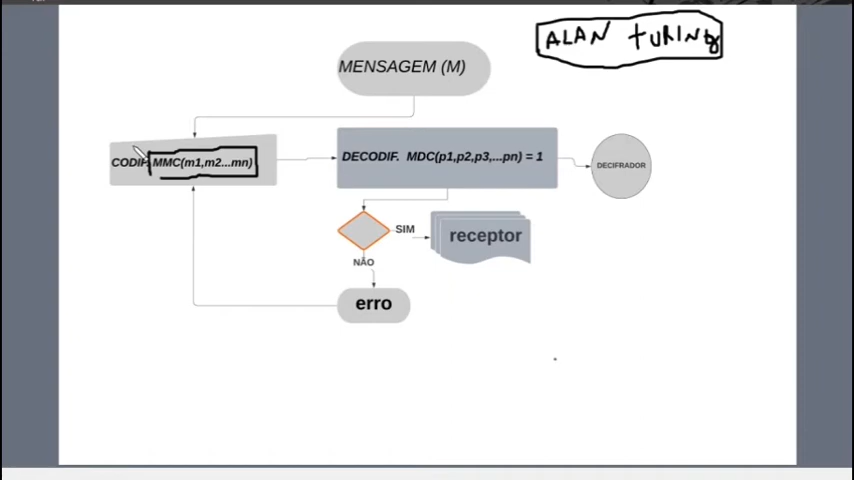 ALAN TURING
MENSAGEM (M)
CODIF. MMC(m1,m2...mn)
DECODIF. MDC(p1,p2,p3,...pn) = 1
DECIFRADOR
SIM
receptor
NÃO
erro